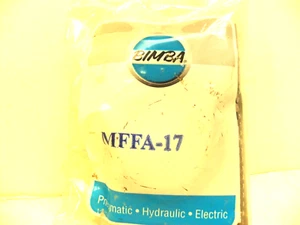 BIMBA
MFFA-17
Pneumatic • Hydraulic • Electric